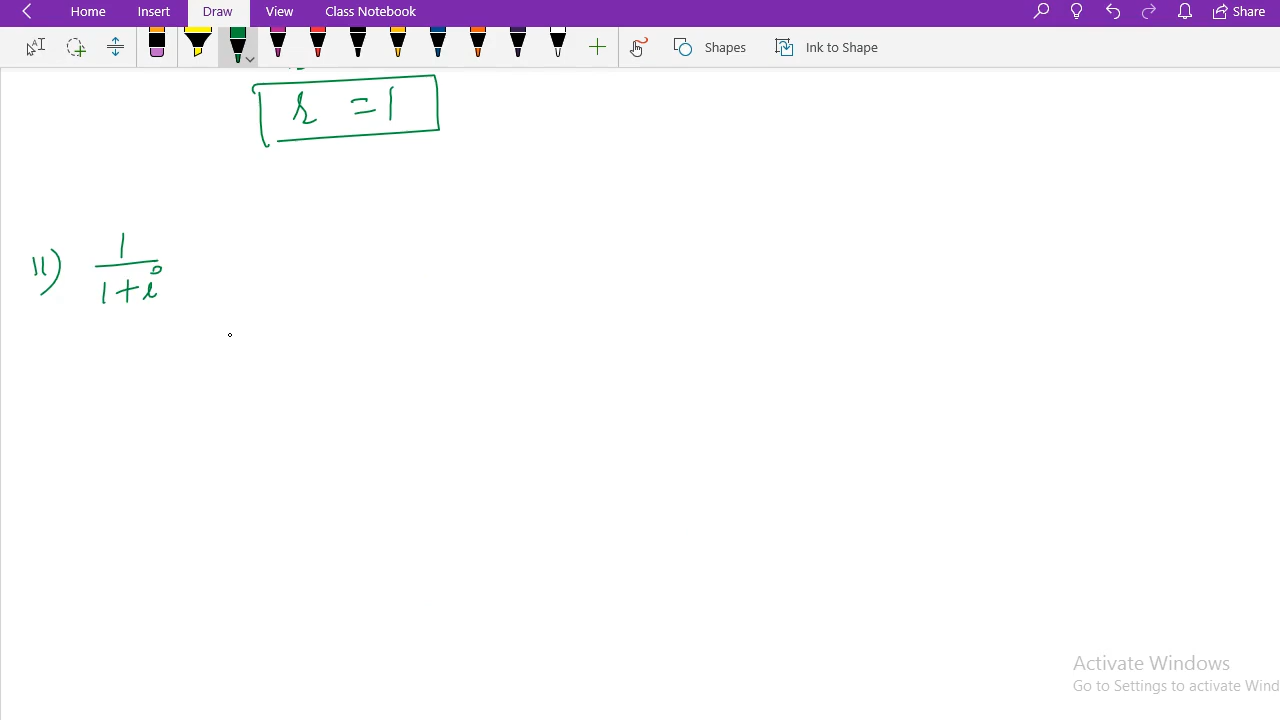 Home Insert Draw View Class Notebook Share
Shapes Ink to Shape
r = 1
11) 1/(1+i)
Activate Windows
Go to Settings to activate Wind